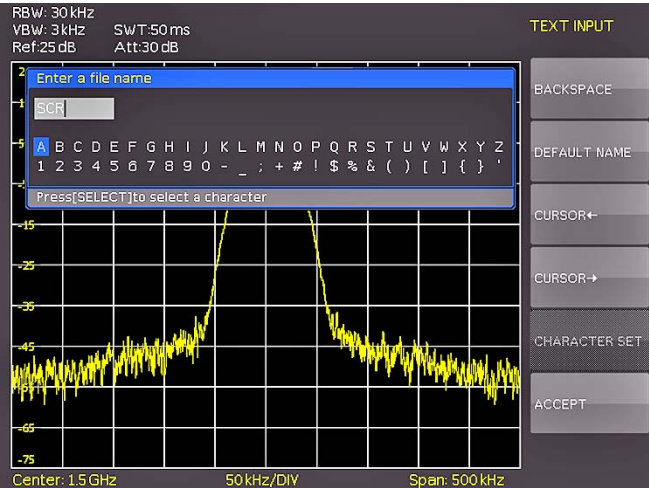 RBW: 30 kHz
VBW: 3 kHz SWT:50 ms
Ref:25 dB Att:30 dB
TEXT INPUT
Enter a file name
SCR
A B C D E F G H I J K L M N O P Q R S T U V W X Y Z
1 2 3 4 5 6 7 8 9 0 - _ ; + # ! $ % & ( ) [ ] { } '
Press[SELECT]to select a character
BACKSPACE
DEFAULT NAME
CURSOR←
CURSOR→
CHARACTER SET
ACCEPT
-15
-25
-35
-45
-65
-75
Center: 1.5 GHz 50 kHz/DIV Span: 500 kHz